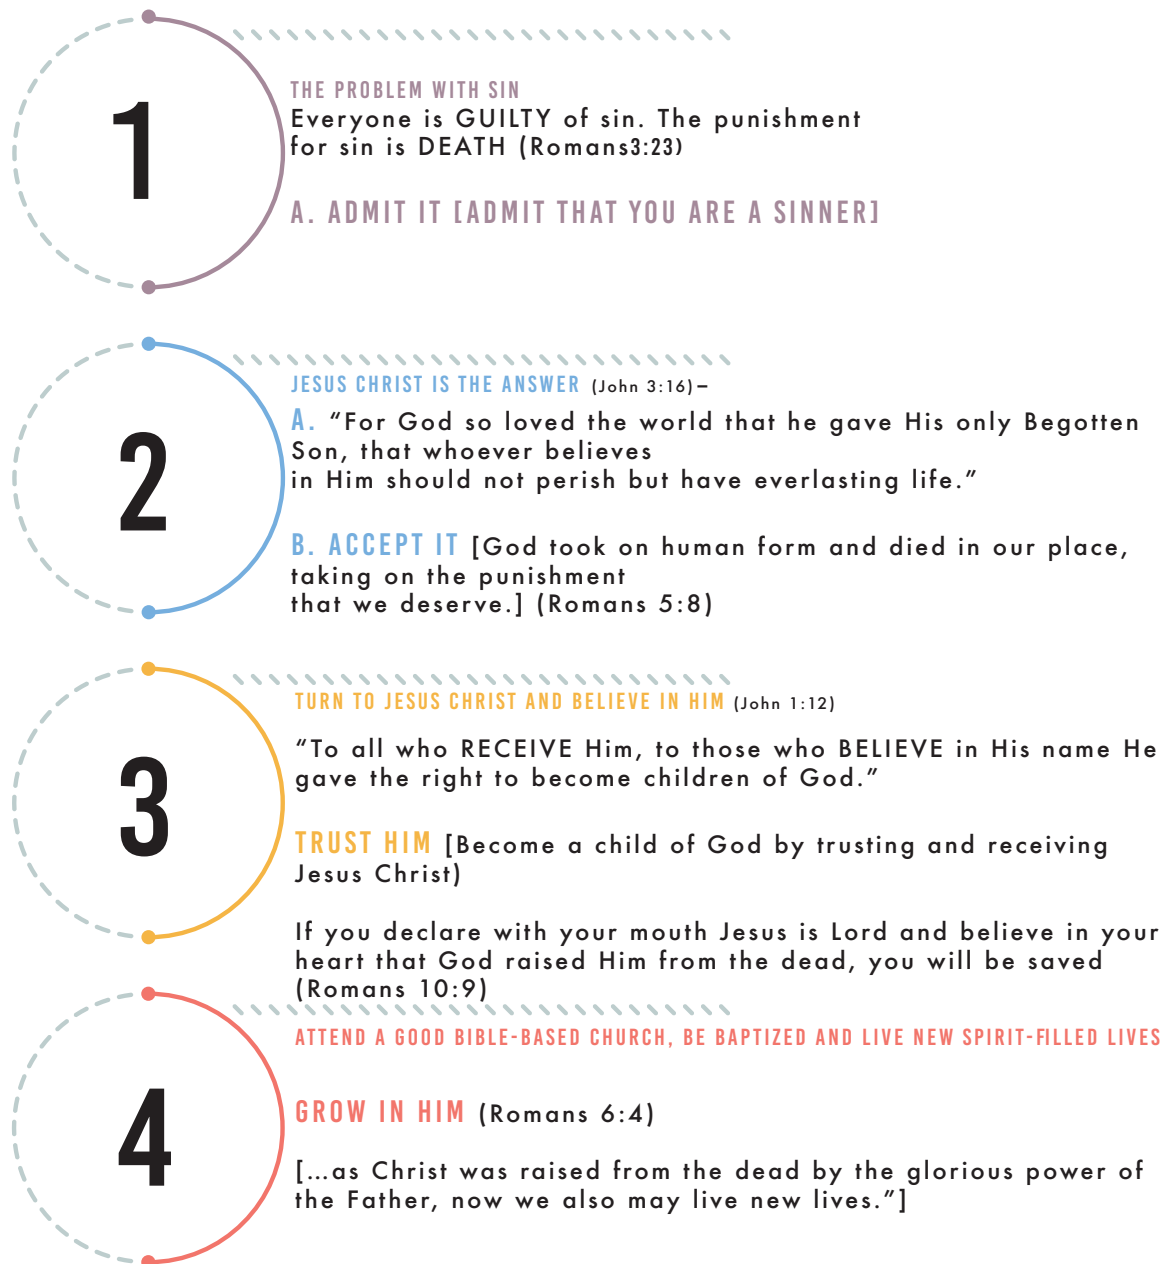 1
THE PROBLEM WITH SIN
Everyone is GUILTY of sin. The punishment
for sin is DEATH (Romans3:23)
A. ADMIT IT [ADMIT THAT YOU ARE A SINNER]
2
JESUS CHRIST IS THE ANSWER (John 3:16)–
A. “For God so loved the world that he gave His only Begotten
Son, that whoever believes
in Him should not perish but have everlasting life.”
B. ACCEPT IT [God took on human form and died in our place,
taking on the punishment
that we deserve.] (Romans 5:8)
3
TURN TO JESUS CHRIST AND BELIEVE IN HIM (John 1:12)
“To all who RECEIVE Him, to those who BELIEVE in His name He
gave the right to become children of God.”
TRUST HIM [Become a child of God by trusting and receiving
Jesus Christ)
If you declare with your mouth Jesus is Lord and believe in your
heart that God raised Him from the dead, you will be saved
(Romans 10:9)
4
ATTEND A GOOD BIBLE-BASED CHURCH, BE BAPTIZED AND LIVE NEW SPIRIT-FILLED LIVES
GROW IN HIM (Romans 6:4)
[...as Christ was raised from the dead by the glorious power of
the Father, now we also may live new lives.”]